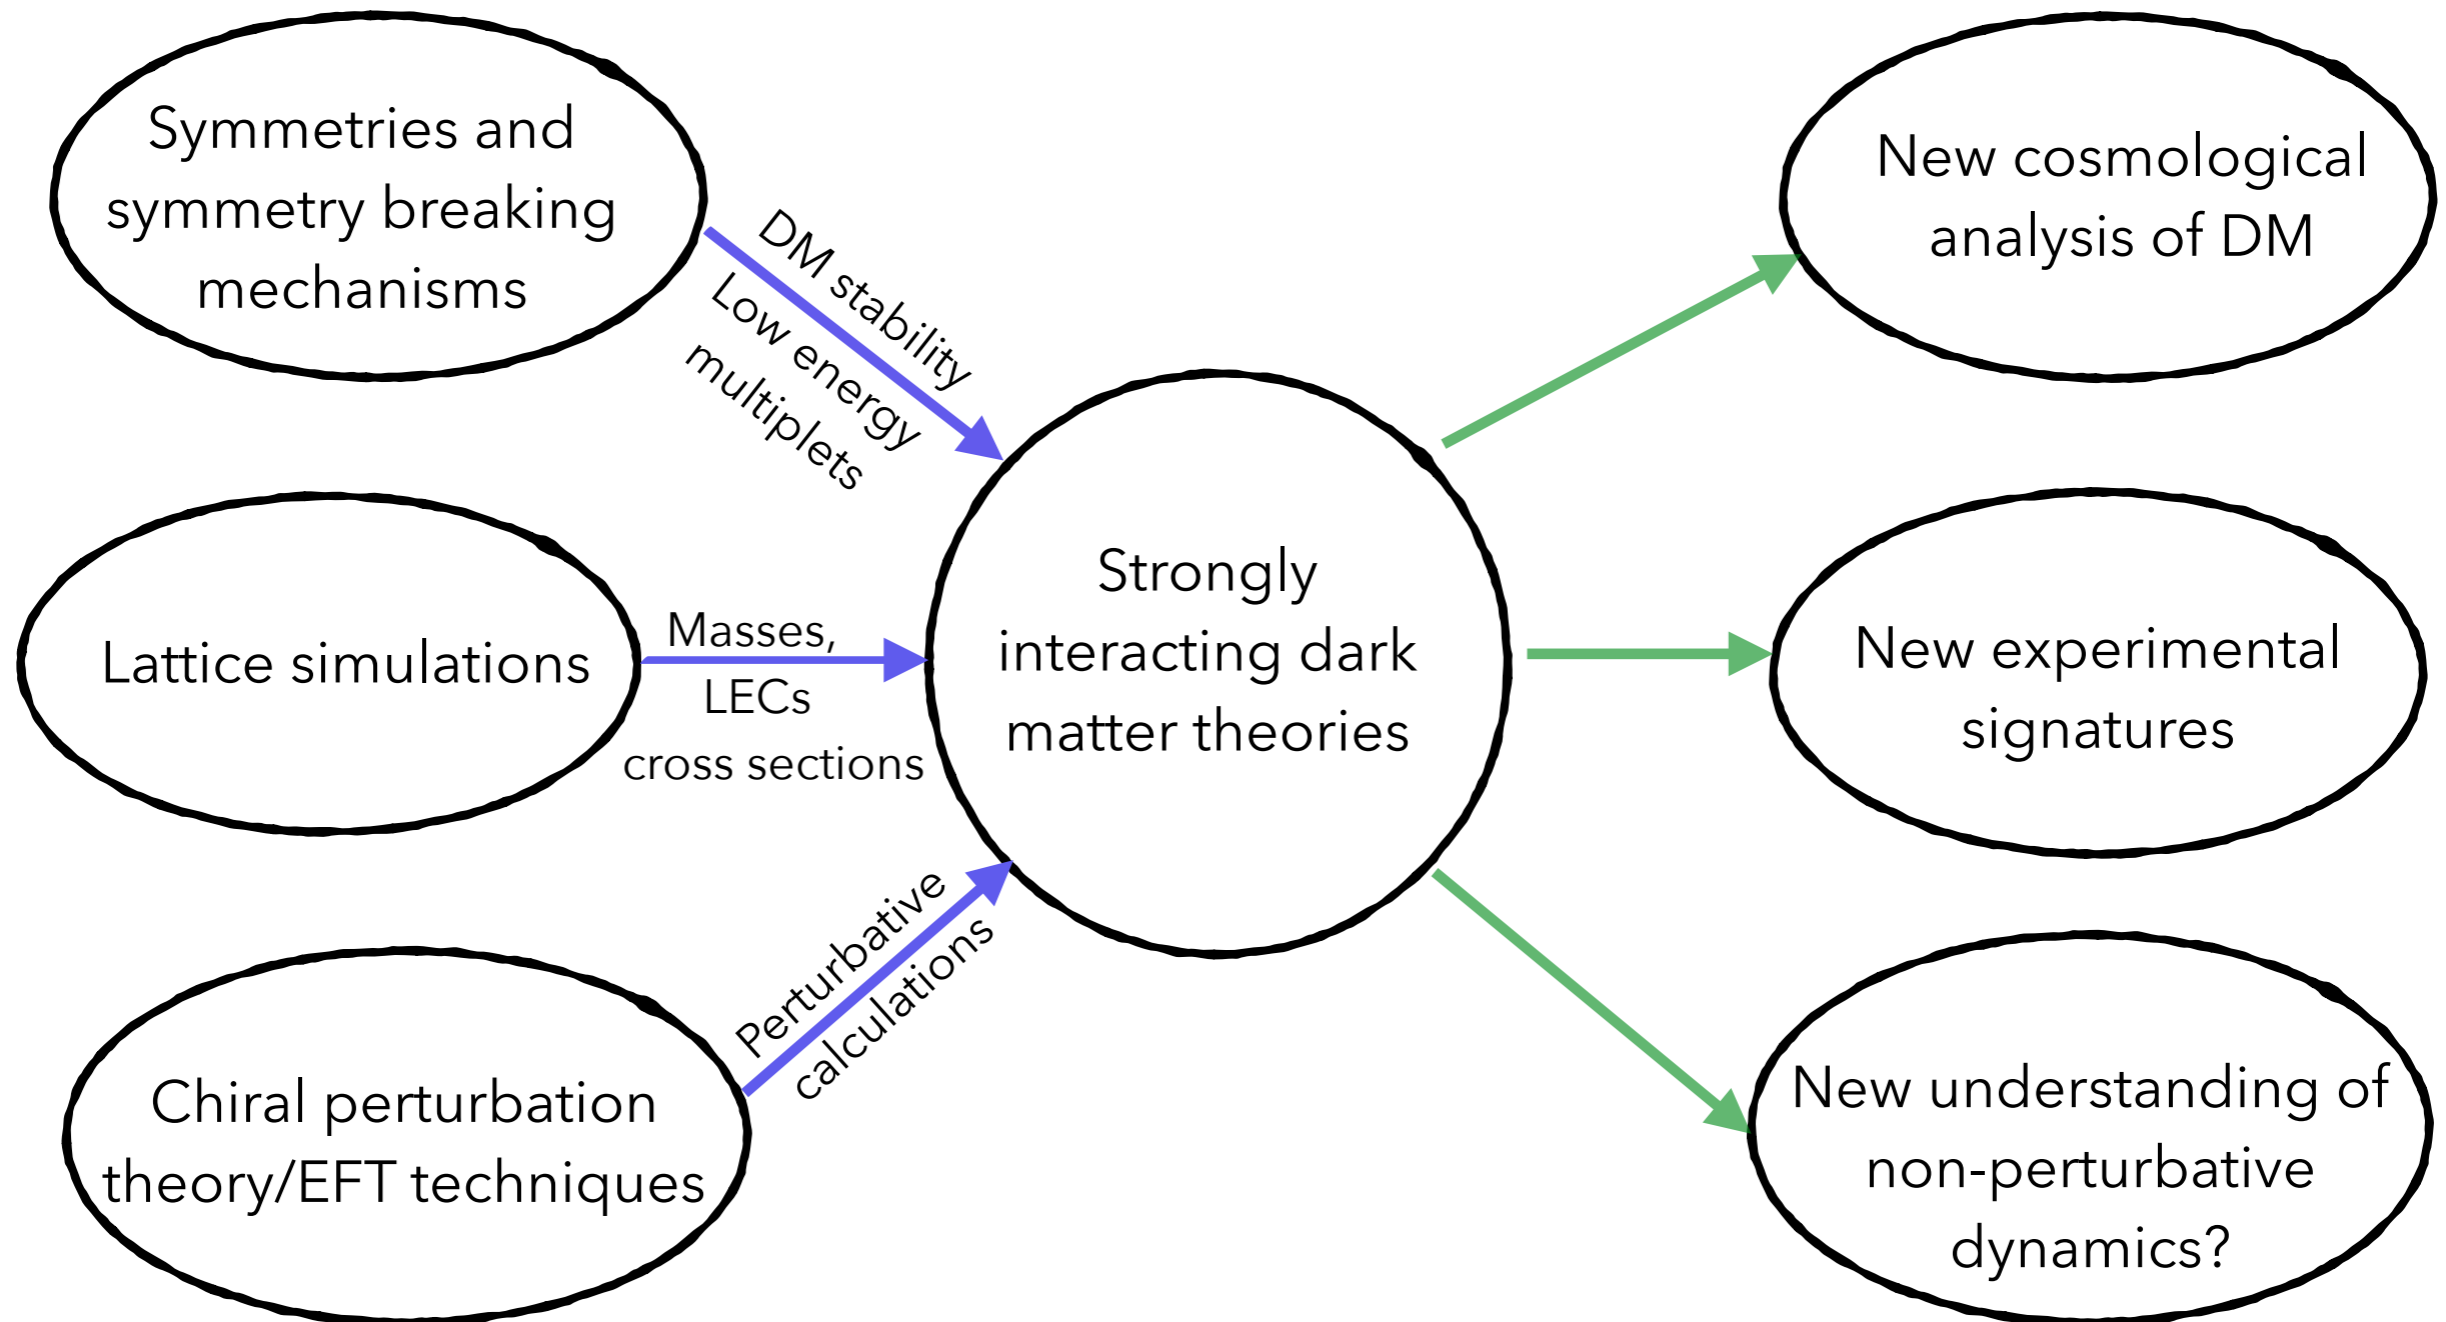 Symmetries and
symmetry breaking
mechanisms
DM stability
Low energy
multiplets
Lattice simulations
Masses,
LECs
cross sections
Chiral perturbation
theory/EFT techniques
Perturbative
calculations
Strongly
interacting dark
matter theories
New cosmological
analysis of DM
New experimental
signatures
New understanding of
non-perturbative
dynamics?